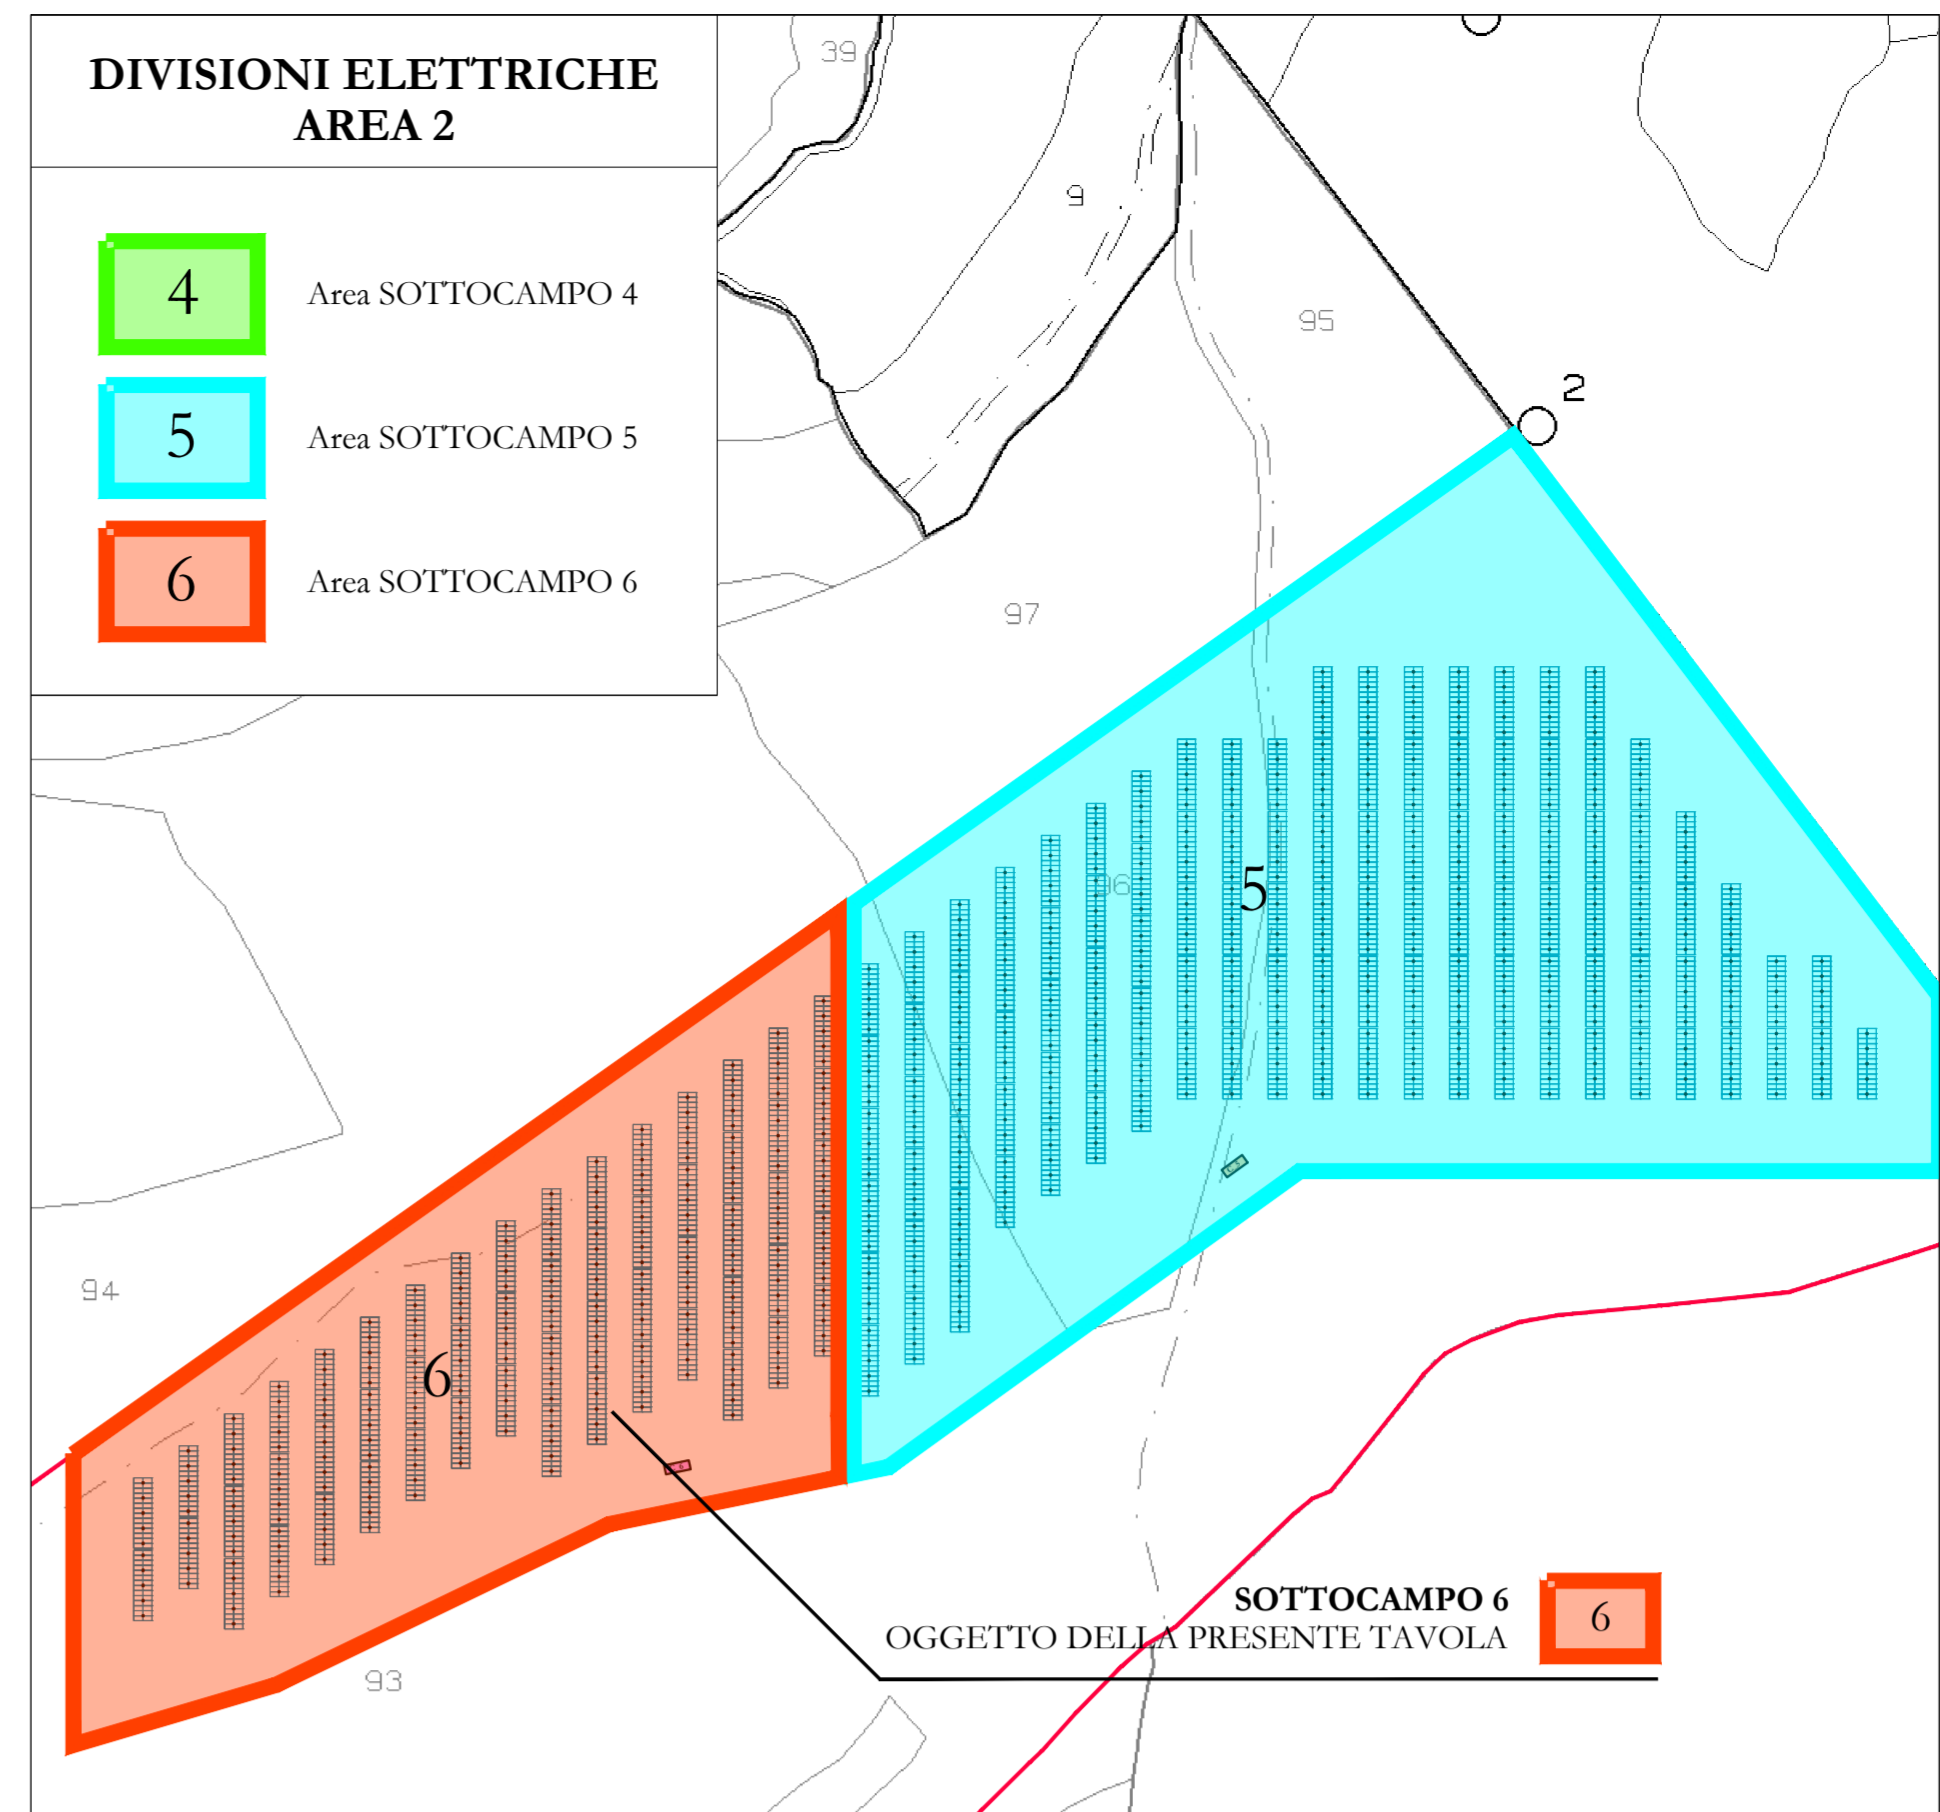 DIVISIONI ELETTRICHE
AREA 2
4 Area SOTTOCAMPO 4
5 Area SOTTOCAMPO 5
6 Area SOTTOCAMPO 6
39
9
95
2
97
96
5
94
6
93
SOTTOCAMPO 6
OGGETTO DELLA PRESENTE TAVOLA
6